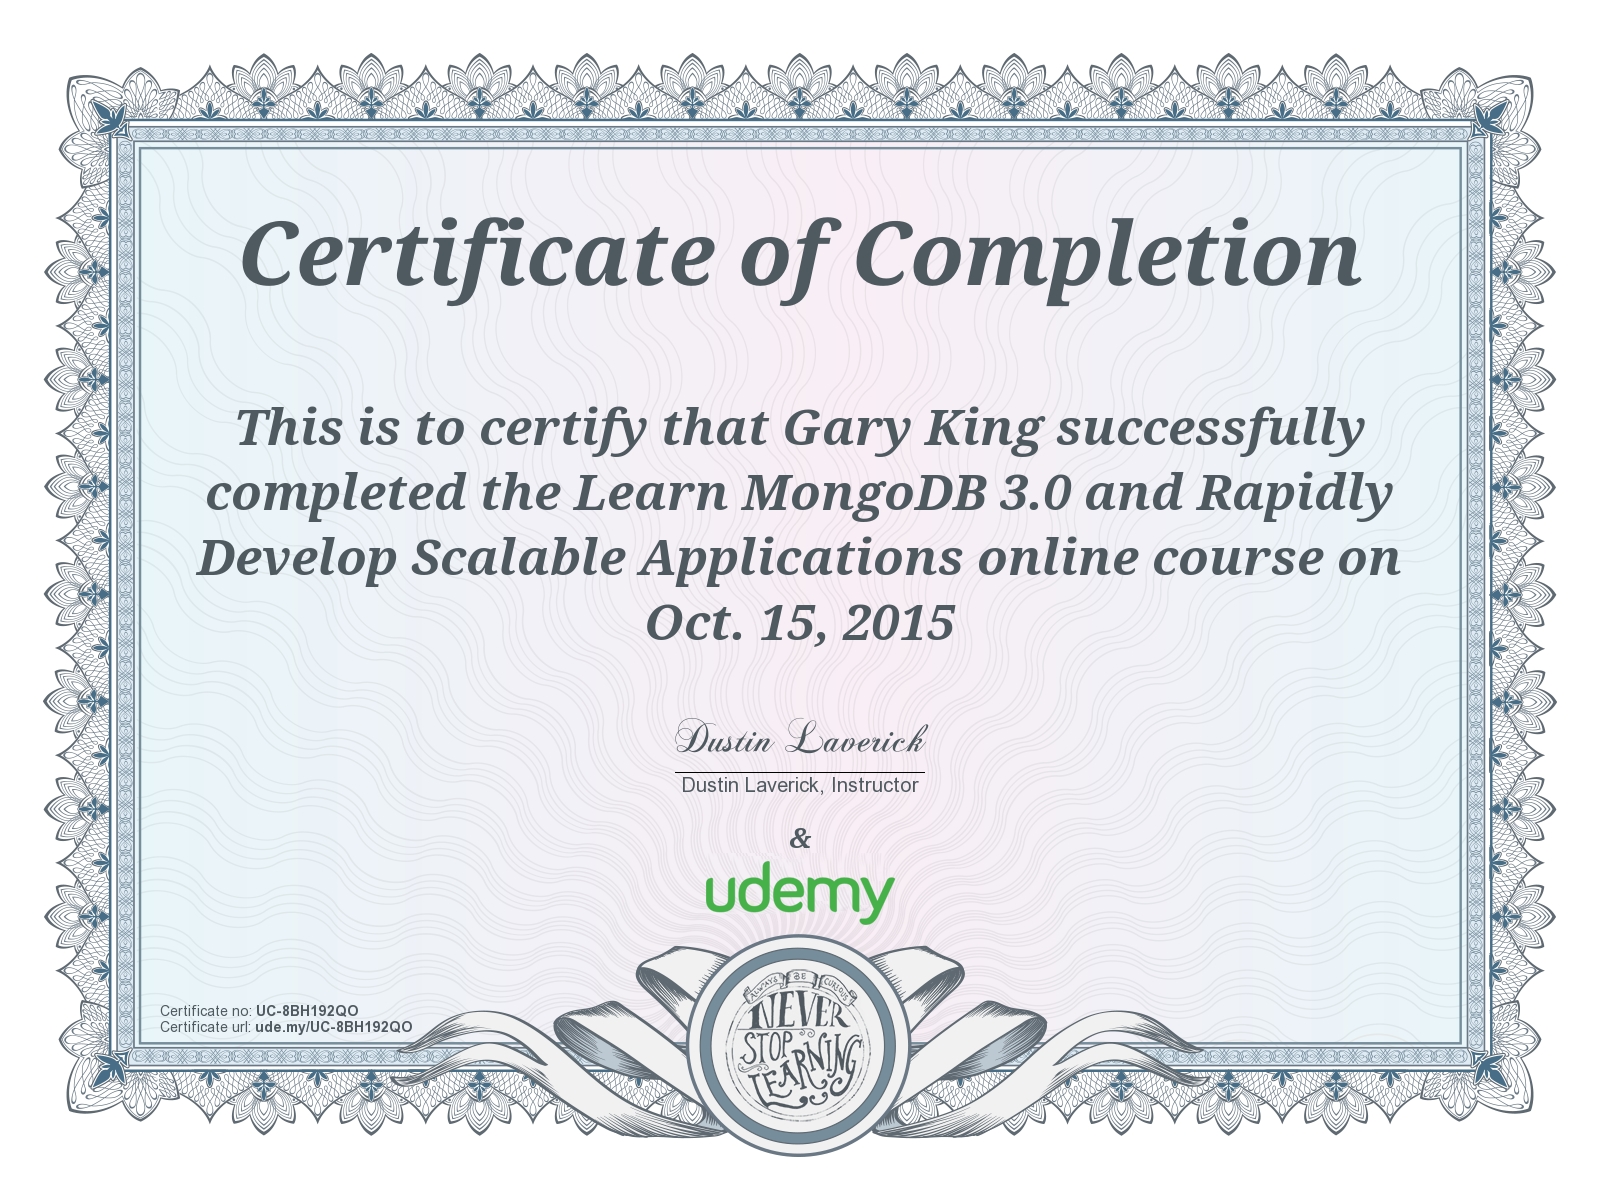 Certificate of Completion
This is to certify that Gary King successfully
completed the Learn MongoDB 3.0 and Rapidly
Develop Scalable Applications online course on
Oct. 15, 2015
Dustin Laverick
Dustin Laverick, Instructor
&
udemy
Certificate no: UC-8BH192QO
Certificate url: ude.my/UC-8BH192QO
ALWAYS BE CURIOUS
NEVER
STOP
LEARNING